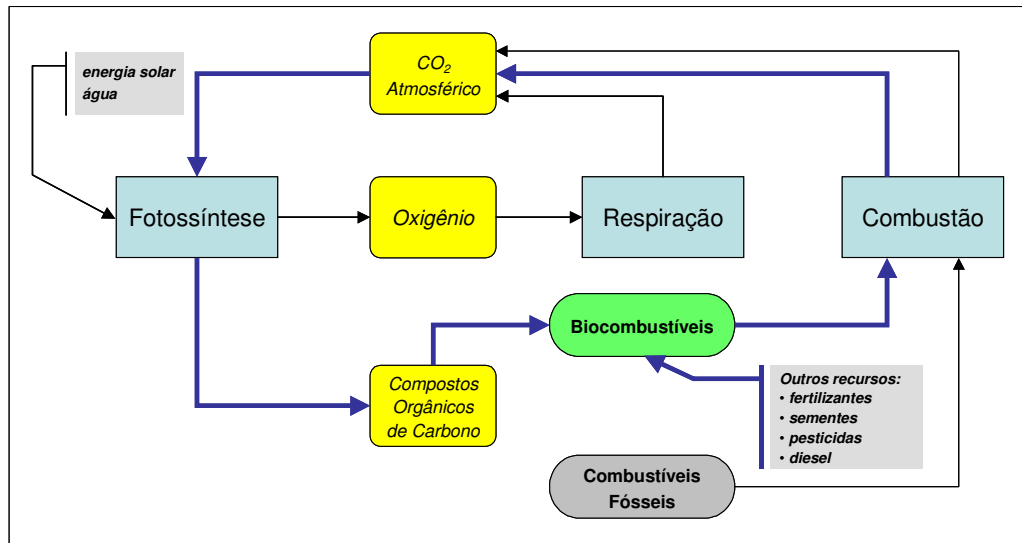 energia solar
água
CO₂
Atmosférico
Fotossíntese
Oxigênio
Respiração
Combustão
Biocombustíveis
Compostos
Orgânicos
de Carbono
Outros recursos:
• fertilizantes
• sementes
• pesticidas
• diesel
Combustíveis
Fósseis